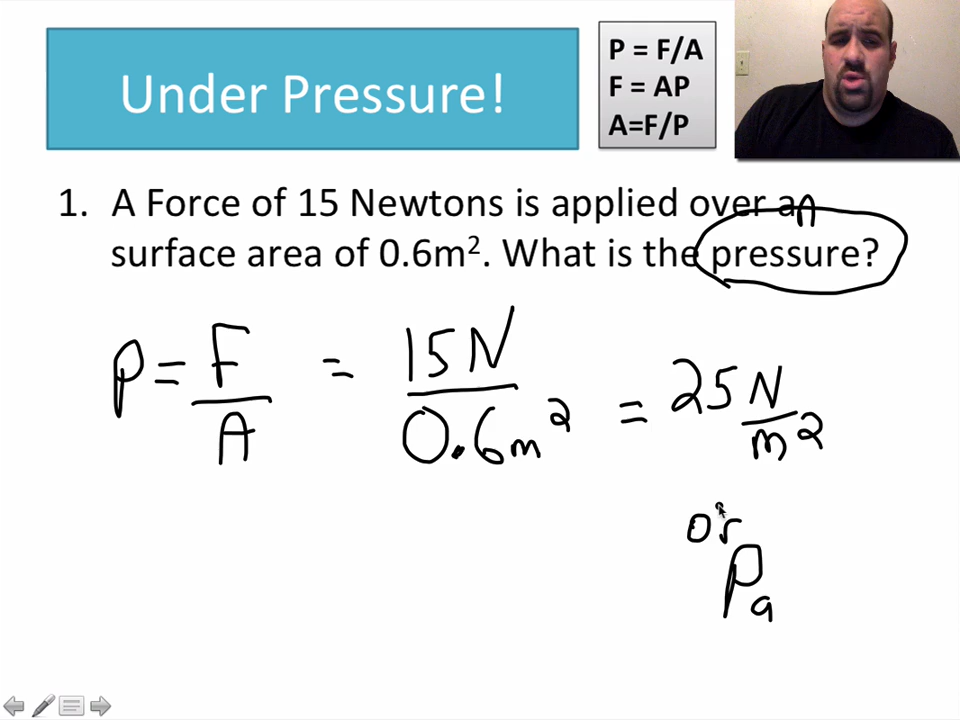 Under Pressure!
P = F/A
F = AP
A=F/P
1. A Force of 15 Newtons is applied over an
surface area of 0.6m². What is the pressure?
P = F/A = 15N/0.6m² = 25 N/m²
or
Pa